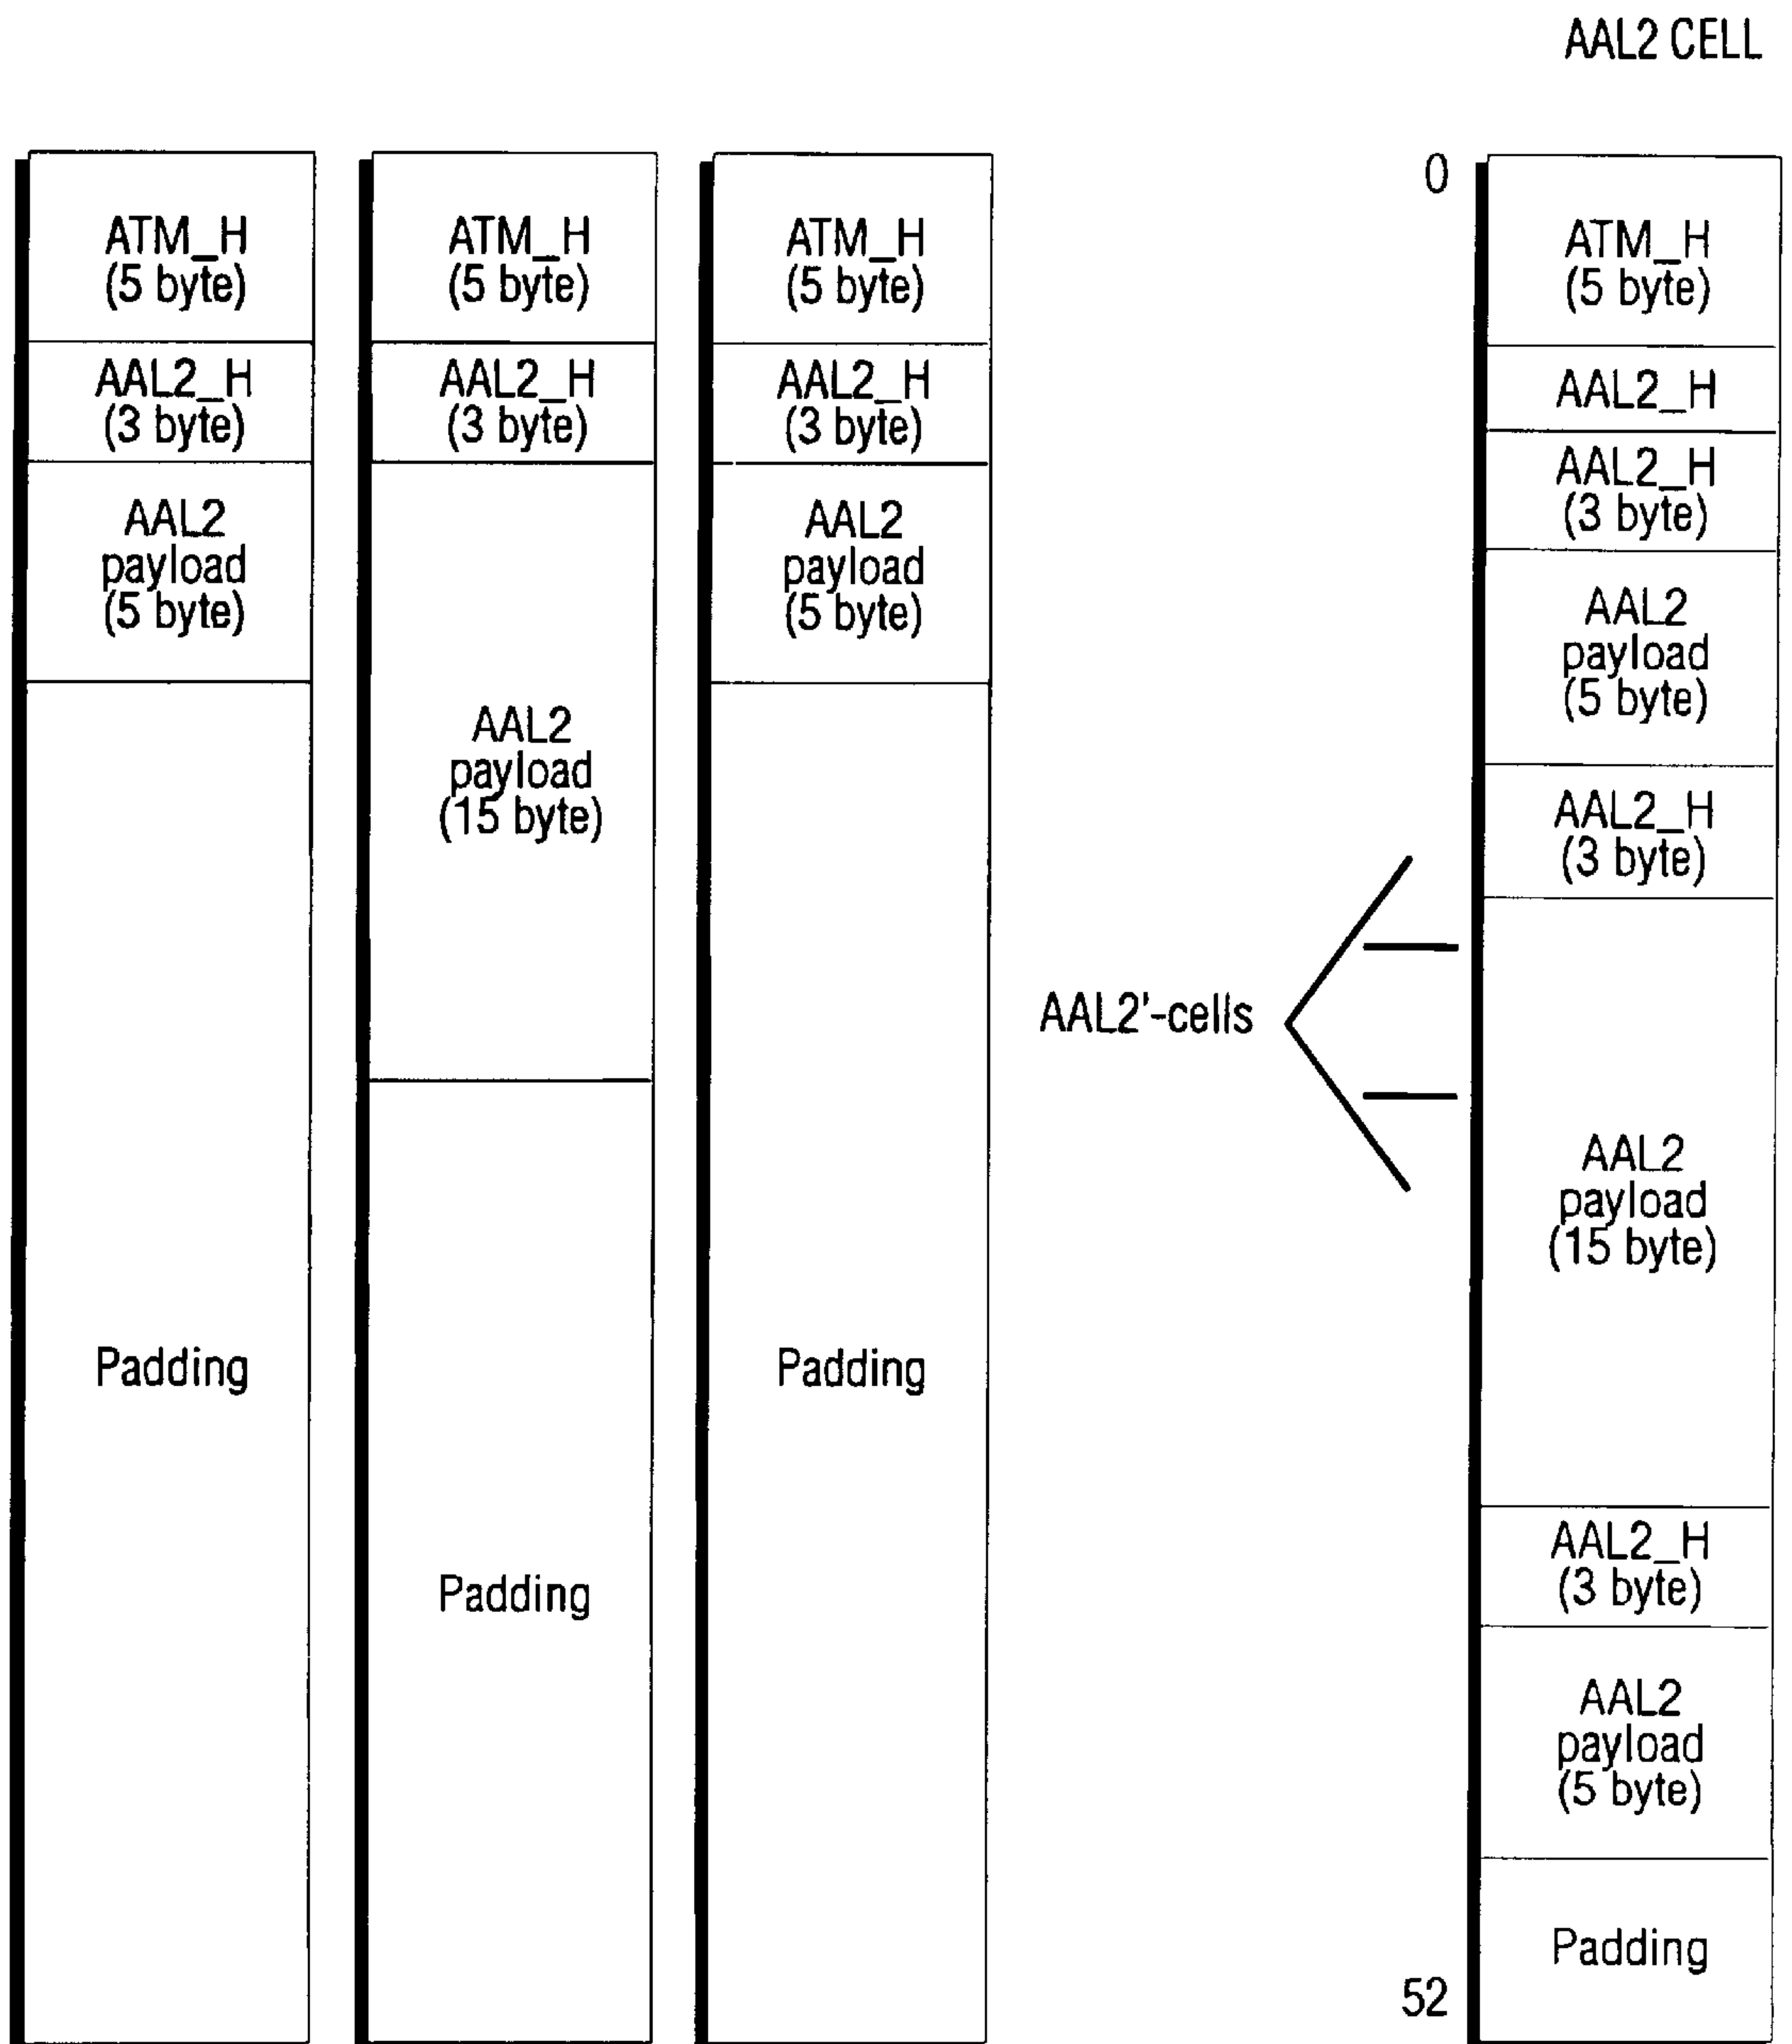 AAL2 CELL
ATM_H
(5 byte)
AAL2_H
(3 byte)
AAL2
payload
(5 byte)
Padding
ATM_H
(5 byte)
AAL2_H
(3 byte)
AAL2
payload
(15 byte)
Padding
ATM_H
(5 byte)
AAL2_H
(3 byte)
AAL2
payload
(5 byte)
Padding
AAL2'-cells
0
52
ATM_H
(5 byte)
AAL2_H
AAL2_H
(3 byte)
AAL2
payload
(5 byte)
AAL2_H
(3 byte)
AAL2
payload
(15 byte)
AAL2_H
(3 byte)
AAL2
payload
(5 byte)
Padding